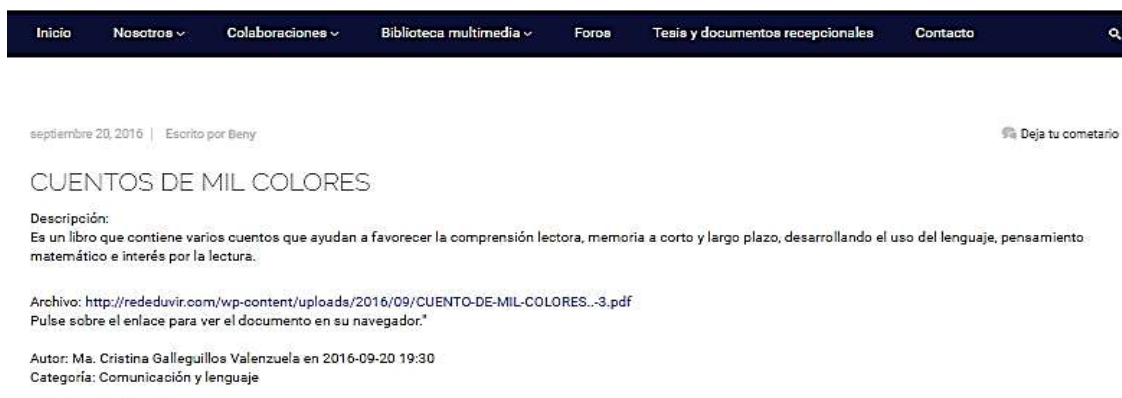 Inicio Nosotros Colaboraciones Biblioteca multimedia Foros Tesis y documentos recepcionales Contacto
septiembre 20, 2016 | Escrito por Beny Deja tu cometario
CUENTOS DE MIL COLORES
Descripción:
Es un libro que contiene varios cuentos que ayudan a favorecer la comprensión lectora, memoria a corto y largo plazo, desarrollando el uso del lenguaje, pensamiento
matemático e interés por la lectura.
Archivo: http://rededuvir.com/wp-content/uploads/2016/09/CUENTO-DE-MIL-COLORES..-3.pdf
Pulse sobre el enlace para ver el documento en su navegador."
Autor: Ma. Cristina Galleguillos Valenzuela en 2016-09-20 19:30
Categoría: Comunicación y lenguaje